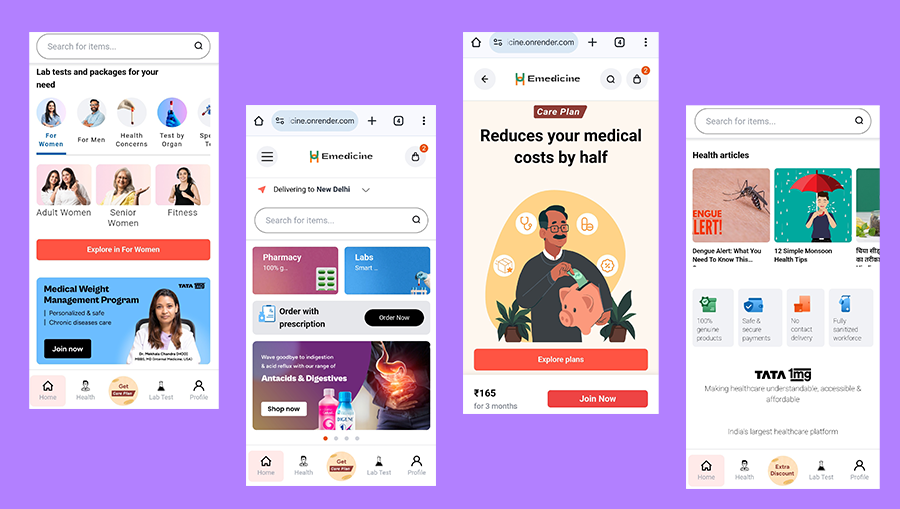 Search for items...
Lab tests and packages for your
need
For
Women
For Men
Health
Concerns
Test by
Organ
Spe
T
Adult Women
Senior
Women
Fitness
Explore in For Women
Medical Weight
Management Program
Personalized & safe
Chronic diseases care
TATA 1mg
Join now
Dr. Mekhala Chandra (MOD)
MBBS, MD (Internal Medicine, USA)
Home
Health
Get
Care Plan
Lab Test
Profile
:cine.onrender.com
4
Emedicine
2
Delivering to New Delhi
Search for items...
Pharmacy
100% g...
Labs
Smart ...
Order with
prescription
Order Now
Wave goodbye to indigestion
& acid reflux with our range of
Antacids & Digestives
Shop now
DIGENE
Home
Health
Get
Care Plan
Lab Test
Profile
:cine.onrender.com
4
Emedicine
2
Care Plan
Reduces your medical
costs by half
Explore plans
₹165
for 3 months
Join Now
Search for items...
Health articles
ENGUE
LERT!
Dengue Alert: What You
Need To Know This...
12 Simple Monsoon
Health Tips
चिया सीड
का तरीका
100%
genuine
products
Safe &
secure
payments
No
contact
delivery
Fully
sanitized
workforce
TATA 1mg
Making healthcare understandable, accessible &
affordable
India's largest healthcare platform
Home
Health
Extra
Discount
Lab Test
Profile